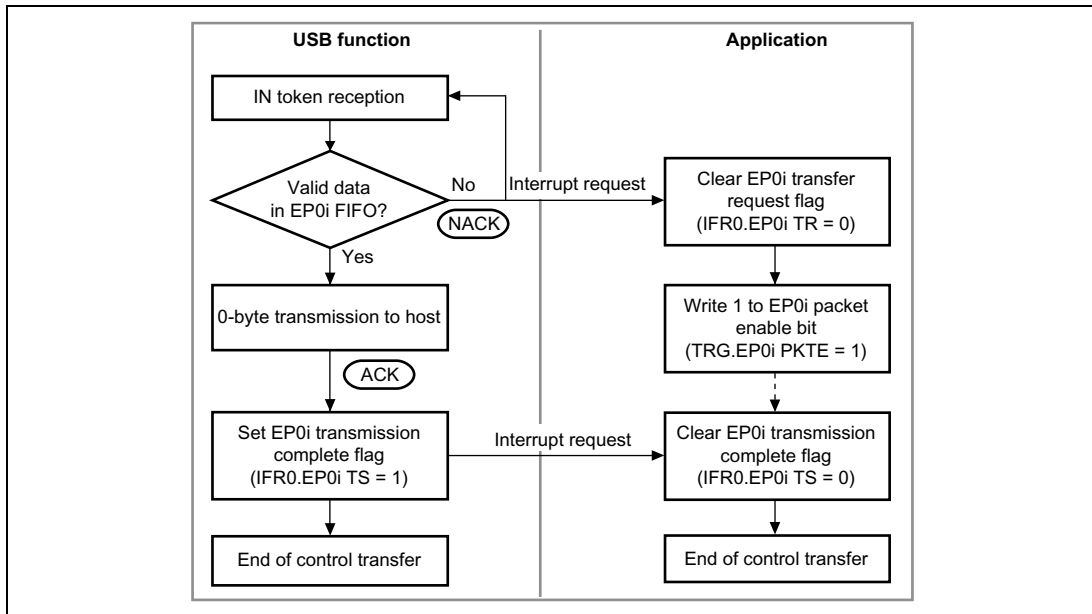 USB function
Application
IN token reception
Valid data
in EP0i FIFO?
No
Interrupt request
NACK
Clear EP0i transfer
request flag
(IFR0.EP0i TR = 0)
Yes
0-byte transmission to host
Write 1 to EP0i packet
enable bit
(TRG.EP0i PKTE = 1)
ACK
Set EP0i transmission
complete flag
(IFR0.EP0i TS = 1)
Interrupt request
Clear EP0i transmission
complete flag
(IFR0.EP0i TS = 0)
End of control transfer
End of control transfer